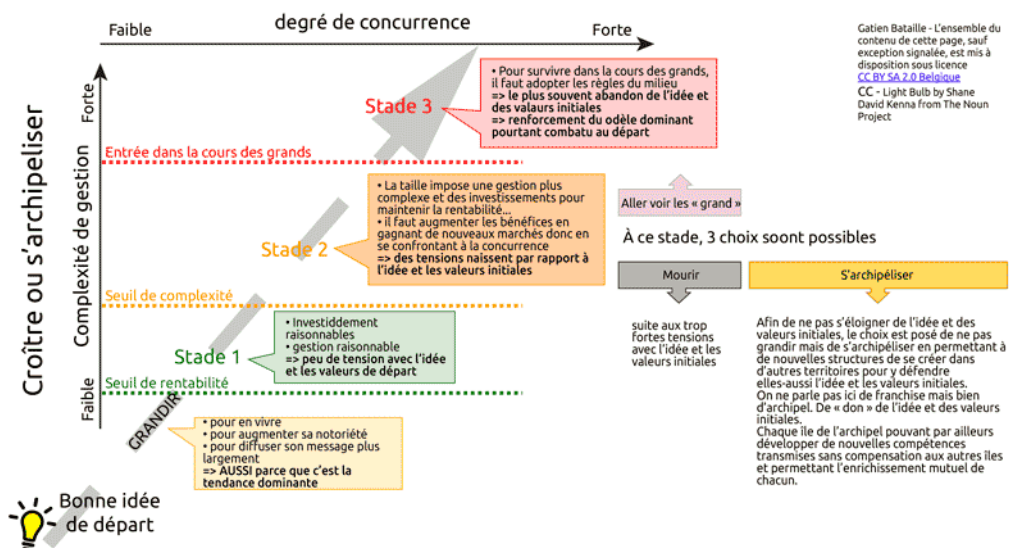 degré de concurrence
Faible
Forte
Gatien Bataille - L'ensemble du
contenu de cette page, sauf
exception signalée, est mis à
disposition sous licence
CC BY SA 2.0 Belgique
CC - Light Bulb by Shane
David Kenna from The Noun
Project
Croître ou s'archipeliser
Complexité de gestion
Forte
Faible
Stade 3
• Pour survivre dans la cours des grands,
il faut adopter les règles du milieu
=> le plus souvent abandon de l'idée et
des valaurs initiales
=> renforcement du odèle dominant
pourtant combatu au départ
Entrée dans la cours des grands
Stade 2
• La taille impose une gestion plus
complexe et des investissements pour
maintenir la rentabilité...
• il faut augmenter les bénéfices en
gagnant de nouveaux marchés donc en
se confrontant à la concurrence
=> des tensions naissent par rapport à
l'idée et les valeurs initiales
Seuil de complexité
Stade 1
• Investiddement
raisonnables
• gestion raisonnable
=> peu de tension avec l'idée
et les valeurs de départ
Seuil de rentabilité
GRANDIR
• pour en vivre
• pour augmenter sa notoriété
• pour diffuser son message plus
largement
=> AUSSI parce que c'est la
tendance dominante
Bonne idée
de départ
Aller voir les « grand »
À ce stade, 3 choix soont possibles
Mourir
suite aux trop
fortes tensions
avec l'idée et les
valeurs initiales
S'archipéliser
Afin de ne pas s'éloigner de l'idée et des
valeurs initiales, le choix est posé de ne pas
grandir mais de s'archipéliser en permettant à
de nouvelles structures de se créer dans
d'autres territoires pour y défendre
elles-aussi l'idée et les valeurs initiales.
On ne parle pas ici de franchise mais bien
d'archipel. De « don » de l'idée et des valeurs
initiales.
Chaque île de l'archipel pouvant par ailleurs
développer de nouvelles compétences
transmises sans compensation aux autres îles
et permettant l'enrichissement mutuel de
chacun.